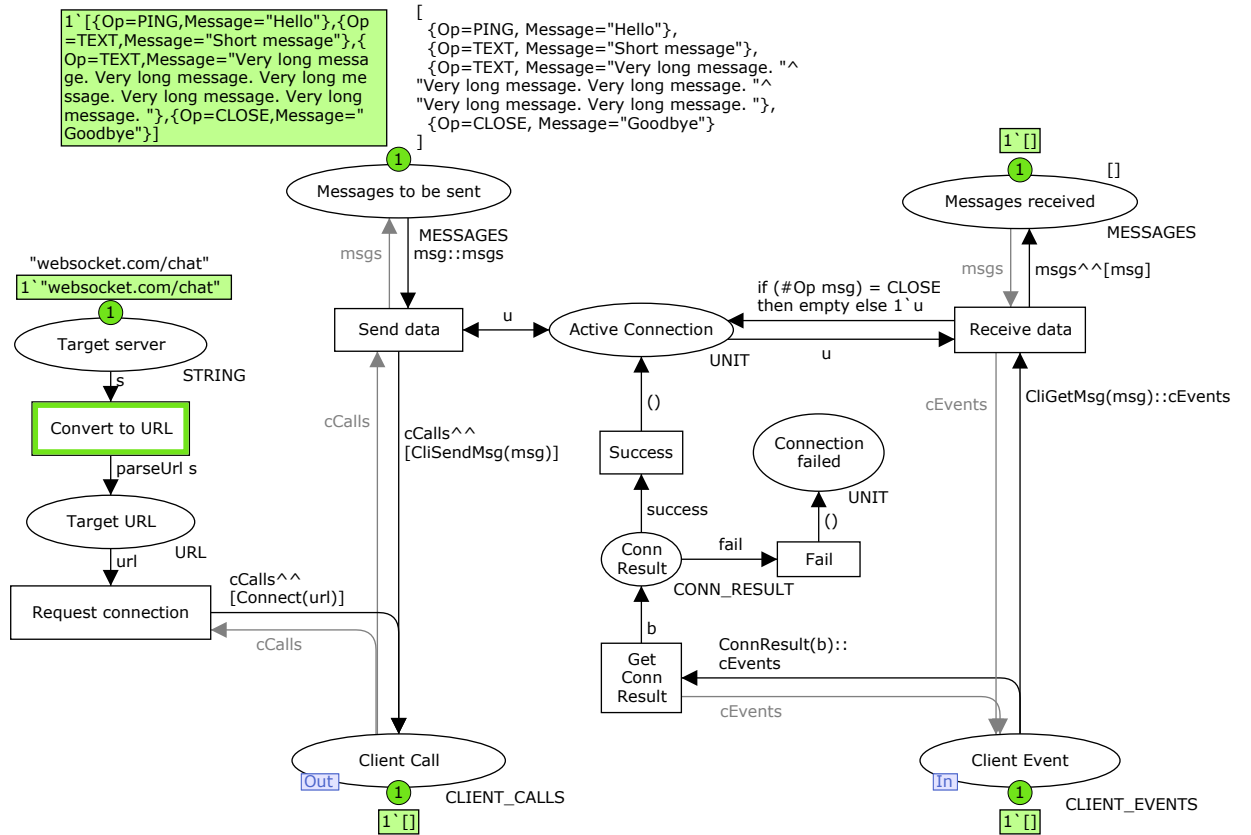 1`[{Op=PING,Message="Hello"},{Op
=TEXT,Message="Short message"},{
Op=TEXT,Message="Very long messa
ge. Very long message. Very long me
ssage. Very long message. Very long
message. "},{Op=CLOSE,Message="
Goodbye"}]
[
{Op=PING, Message="Hello"},
{Op=TEXT, Message="Short message"},
{Op=TEXT, Message="Very long message. "^
"Very long message. Very long message. "^
"Very long message. Very long message. "},
{Op=CLOSE, Message="Goodbye"}
]
1
Messages to be sent
MESSAGES
msgs
msg::msgs
1`[]
1
[]
Messages received
MESSAGES
msgs
msgs^^[msg]
"websocket.com/chat"
1`"websocket.com/chat"
1
Target server
STRING
s
Convert to URL
parseUrl s
Target URL
URL
url
Request connection
cCalls^^
[Connect(url)]
cCalls
Send data
u
cCalls
cCalls^^
[CliSendMsg(msg)]
Active Connection
UNIT
if (#Op msg) = CLOSE
then empty else 1`u
u
Receive data
cEvents
CliGetMsg(msg)::cEvents
()
Success
success
Connection
failed
UNIT
()
Conn
Result
CONN_RESULT
fail
Fail
b
Get
Conn
Result
ConnResult(b)::
cEvents
cEvents
Client Call
Out
CLIENT_CALLS
1
1`[]
Client Event
In
CLIENT_EVENTS
1
1`[]